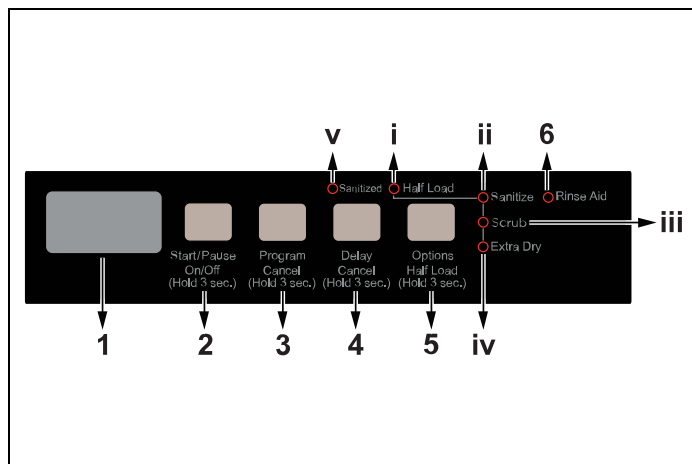 v i ii 6
Sanitized Half Load
Sanitize Rinse Aid
Scrub iii
Extra Dry
Start/Pause Program Delay Options
On/Off Cancel Cancel Half Load
(Hold 3 sec.) (Hold 3 sec.) (Hold 3 sec.) (Hold 3 sec.)
1 2 3 4 5 iv